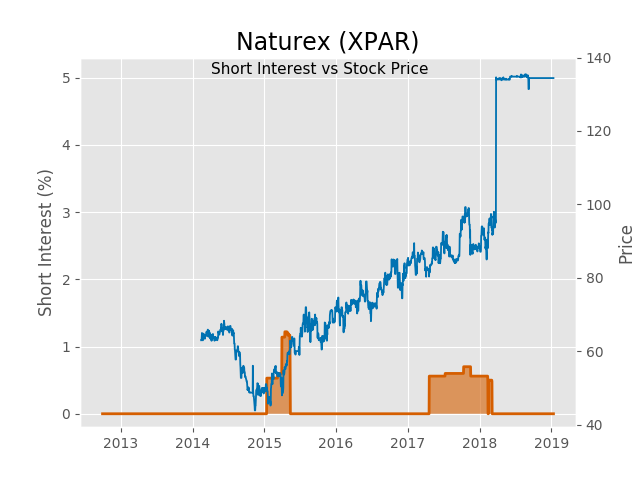 Naturex (XPAR)
Short Interest vs Stock Price
Short Interest (%)
5
4
3
2
1
0
140
120
100
80
60
40
Price
2013 2014 2015 2016 2017 2018 2019